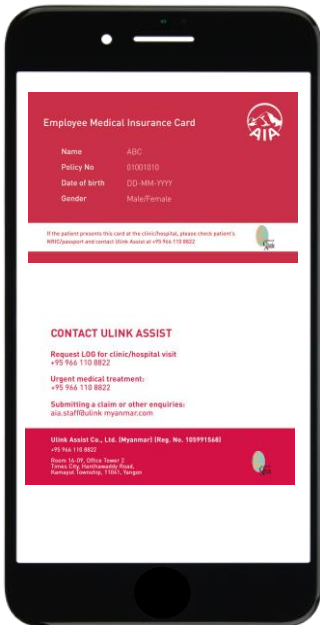 AIA
Employee Medical Insurance Card
Name ABC
Policy No 01001010
Date of birth DD-MM-YYYY
Gender Male/Female
If the patient presents this card at the clinic/hospital, please check patient's
NRIC/passport and contact Ulink Assist at +95 966 110 8822
CONTACT ULINK ASSIST
Request LOG for clinic/hospital visit
+95 966 110 8822
Urgent medical treatment:
+95 966 110 8822
Submitting a claim or other enquiries:
aia.staff@ulink myanmar.com
Ulink Assist Co., Ltd. (Myanmar) (Reg. No. 105991568)
+95 966 110 8822
Room 16-09, Office Tower 2
Times City, Hanthawaddy Road,
Kamayut Township, 11041, Yangon